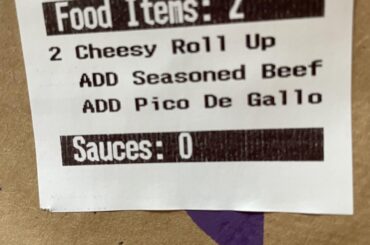 Food Items: 2
2 Cheesy Roll Up
ADD Seasoned Beef
ADD Pico De Gallo
Sauces: 0